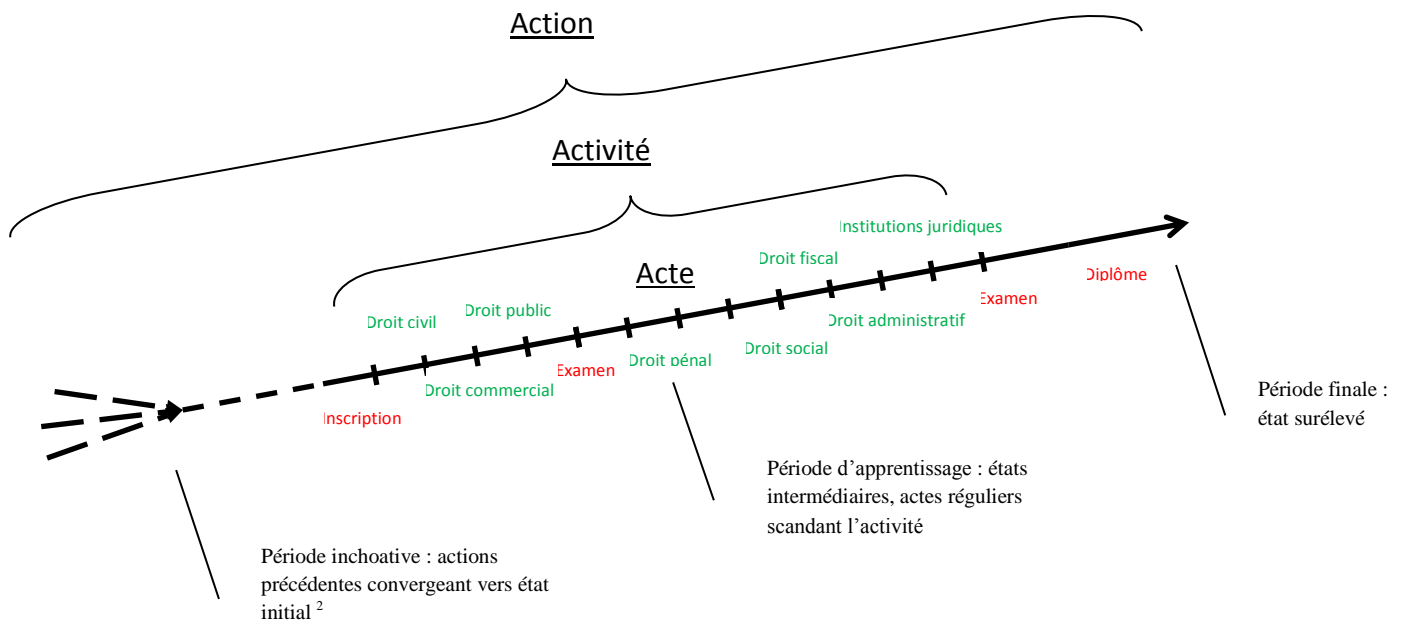 Action
Activité
Institutions juridiques
Droit fiscal
Acte
Diplôme
Examen
Droit public
Droit civil
Droit administratif
Droit social
Droit pénal
Examen
Droit commercial
Inscription
Période finale :
état surélevé
Période d'apprentissage : états
intermédiaires, actes réguliers
scandant l'activité
Période inchoative : actions
précédentes convergeant vers état
initial ²